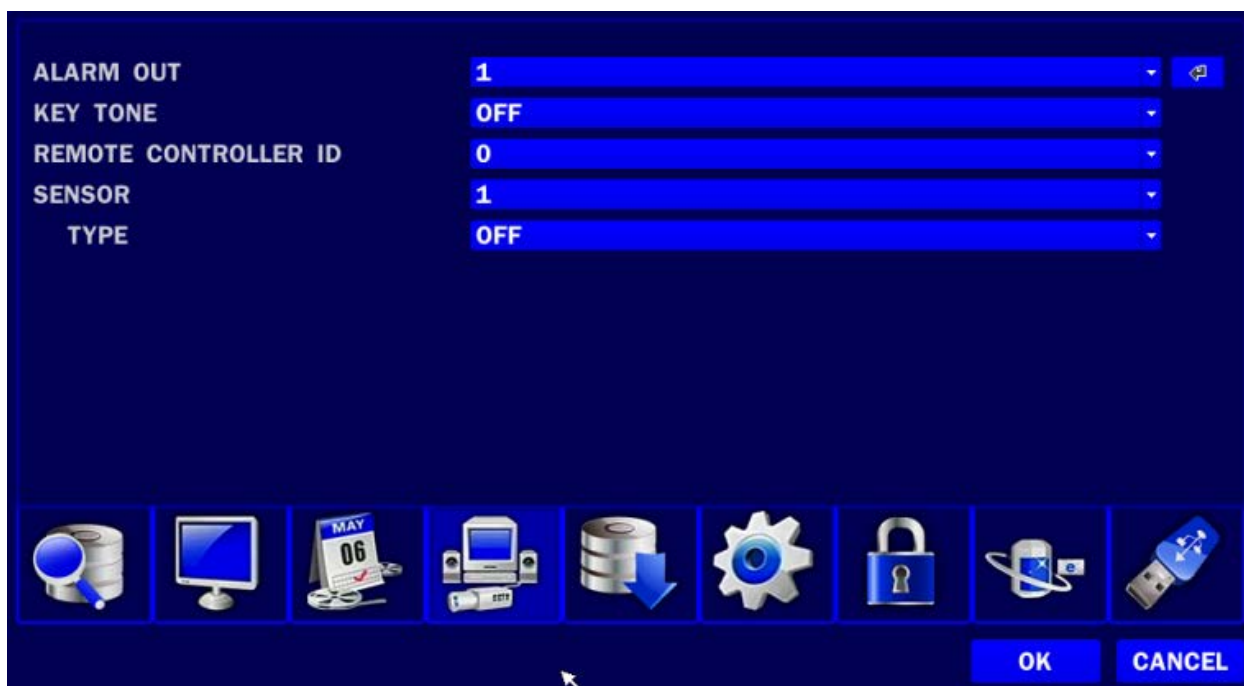 ALARM OUT 1
KEY TONE OFF
REMOTE CONTROLLER ID 0
SENSOR 1
TYPE OFF
MAY
06
e
OK CANCEL